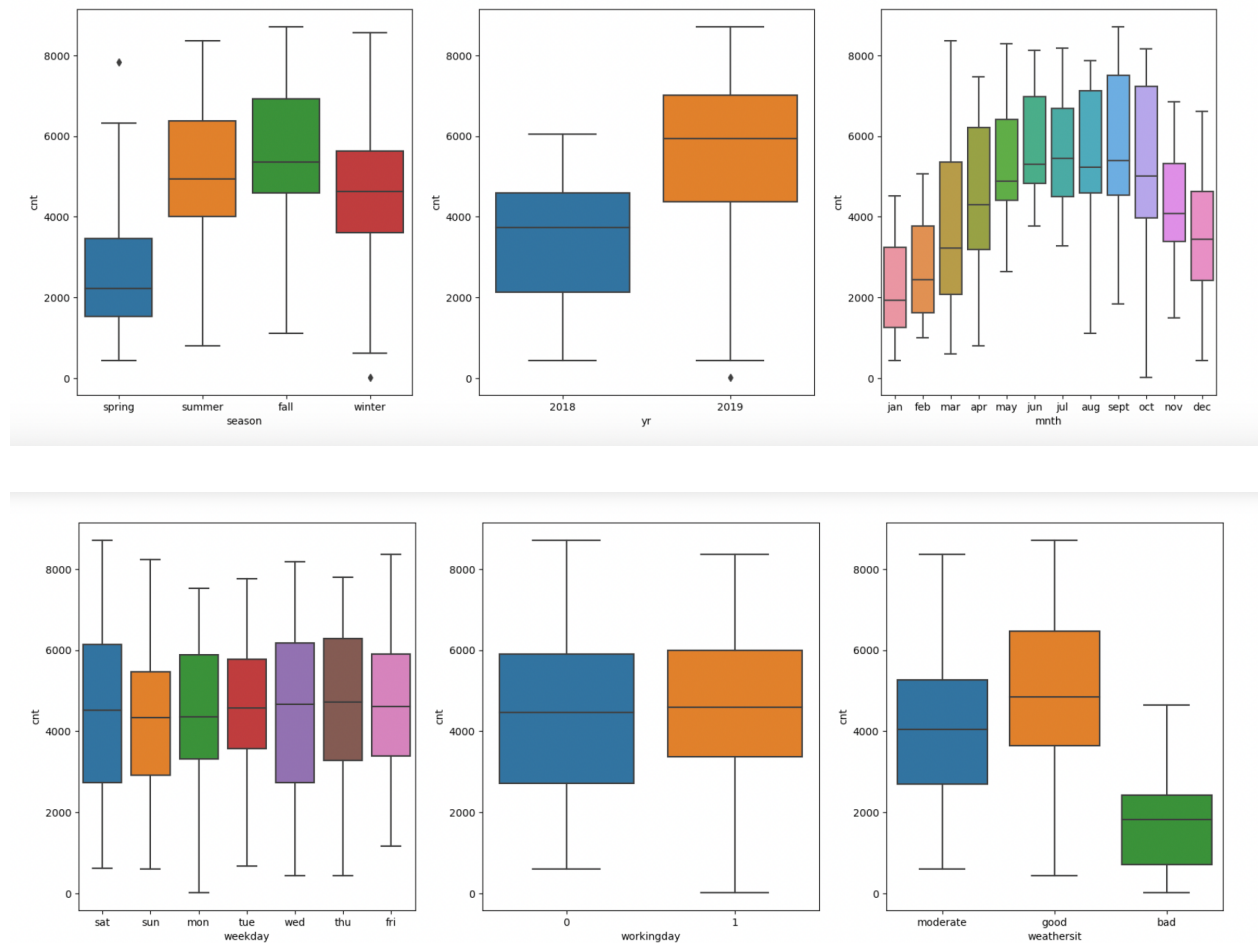 cnt
8000
6000
4000
2000
0
spring summer fall winter
season
cnt
8000
6000
4000
2000
0
2018 2019
yr
cnt
8000
6000
4000
2000
0
jan feb mar apr may jun jul aug sept oct nov dec
mnth
cnt
8000
6000
4000
2000
0
sat sun mon tue wed thu fri
weekday
cnt
8000
6000
4000
2000
0
0 1
workingday
cnt
8000
6000
4000
2000
0
moderate good bad
weathersit